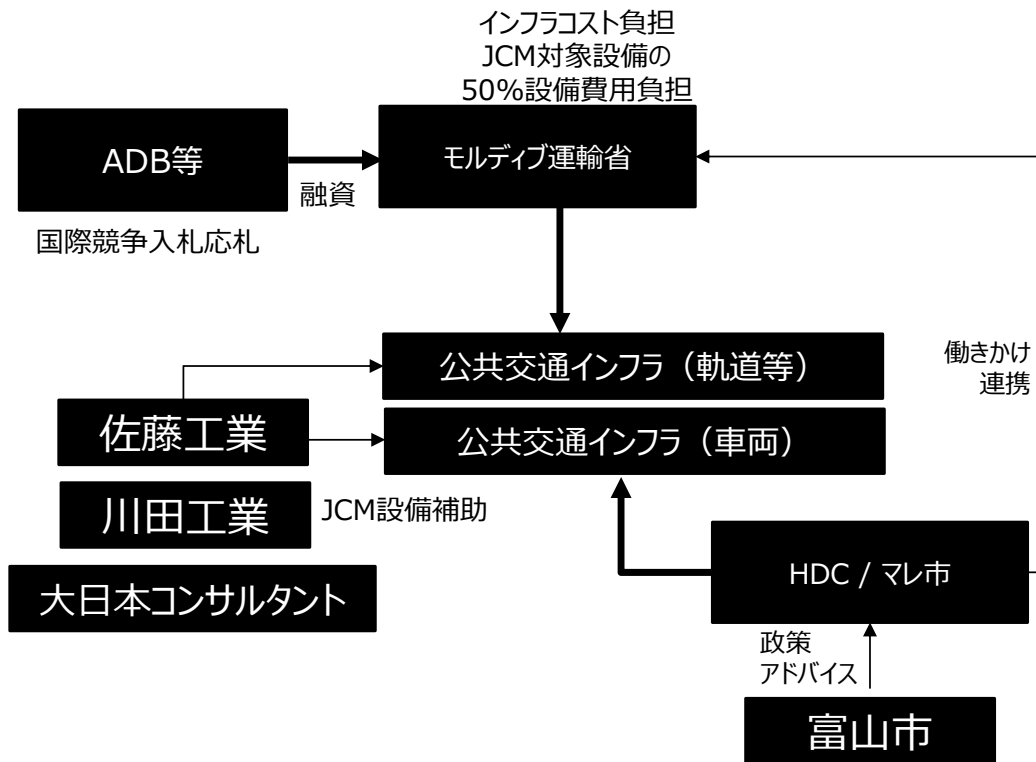 インフラコスト負担
JCM対象設備の
50%設備費用負担
ADB等
モルディブ運輸省
融資
国際競争入札応札
公共交通インフラ（軌道等）
働きかけ
連携
佐藤工業
公共交通インフラ（車両）
川田工業
JCM設備補助
大日本コンサルタント
HDC / マレ市
政策
アドバイス
富山市